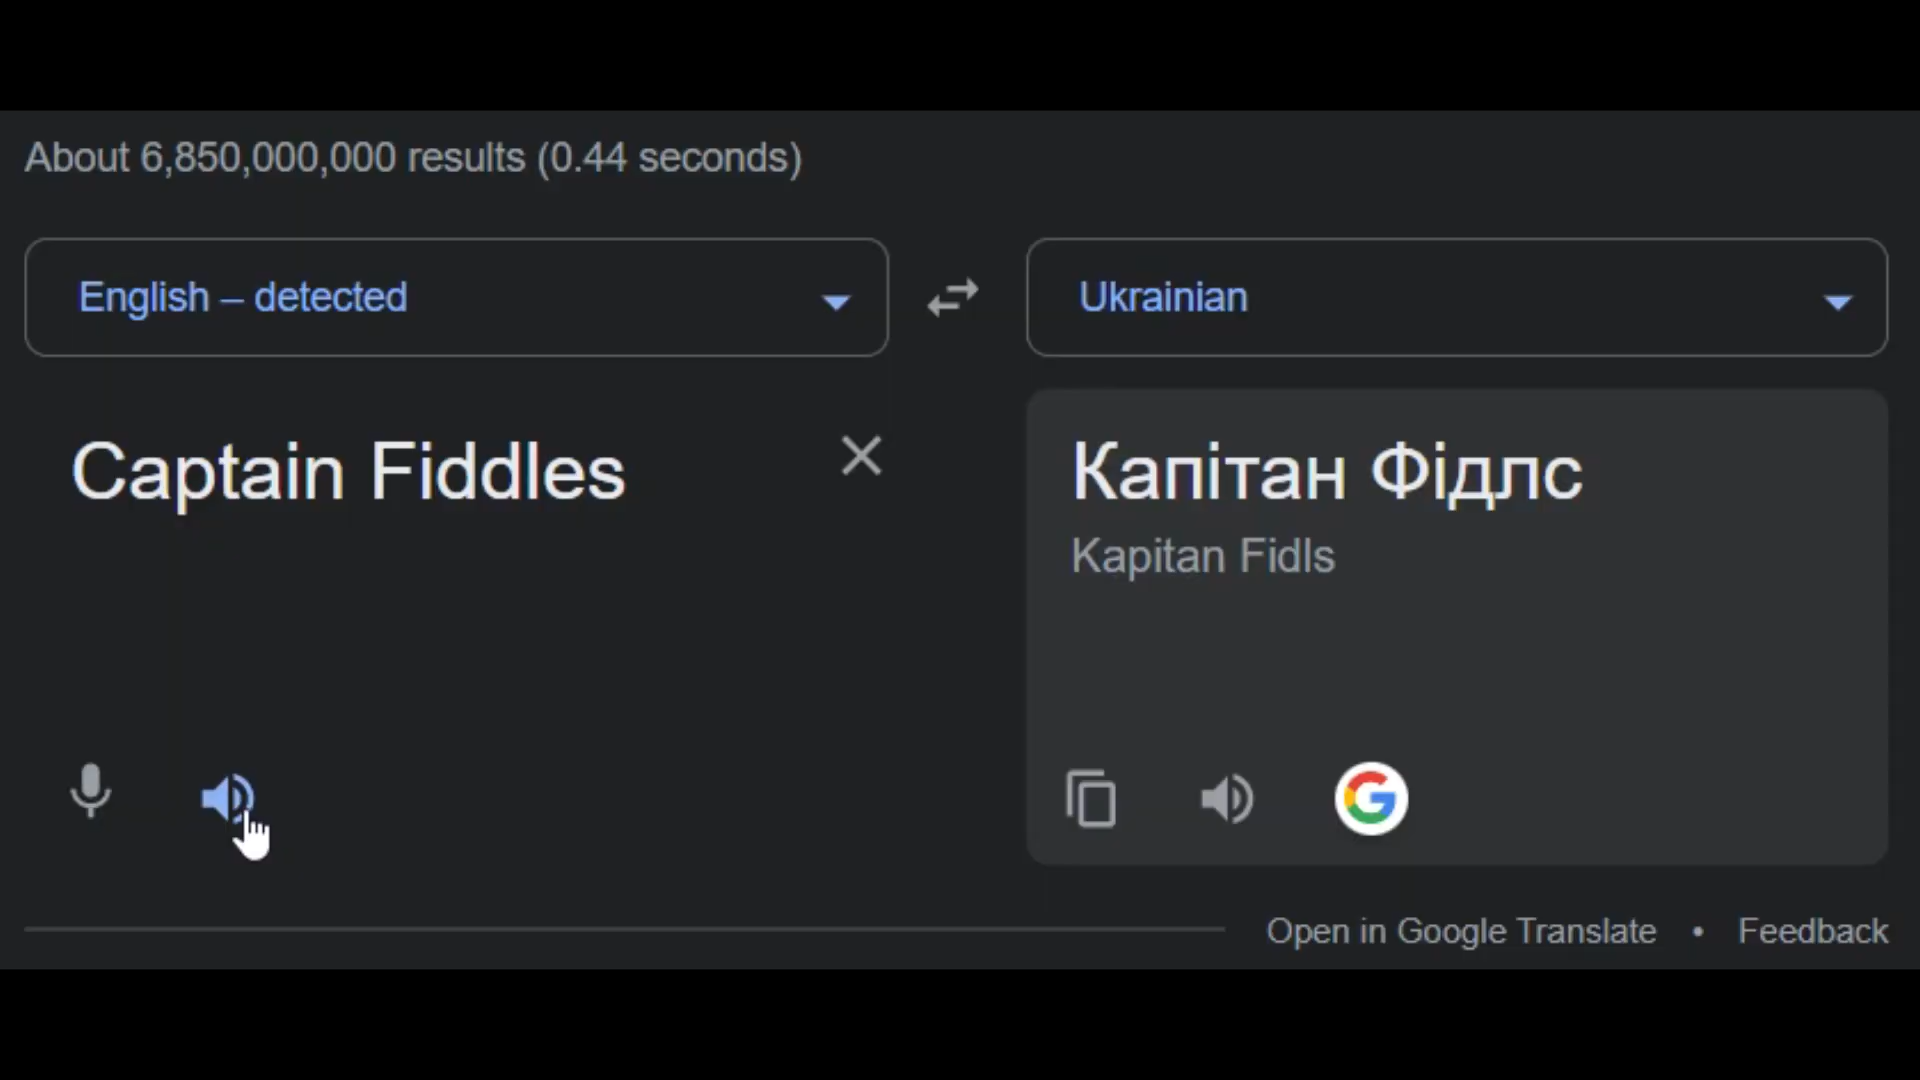 About 6,850,000,000 results (0.44 seconds)
English – detected
Ukrainian
Captain Fiddles
Капітан Фідлс
Kapitan Fidls
Open in Google Translate • Feedback